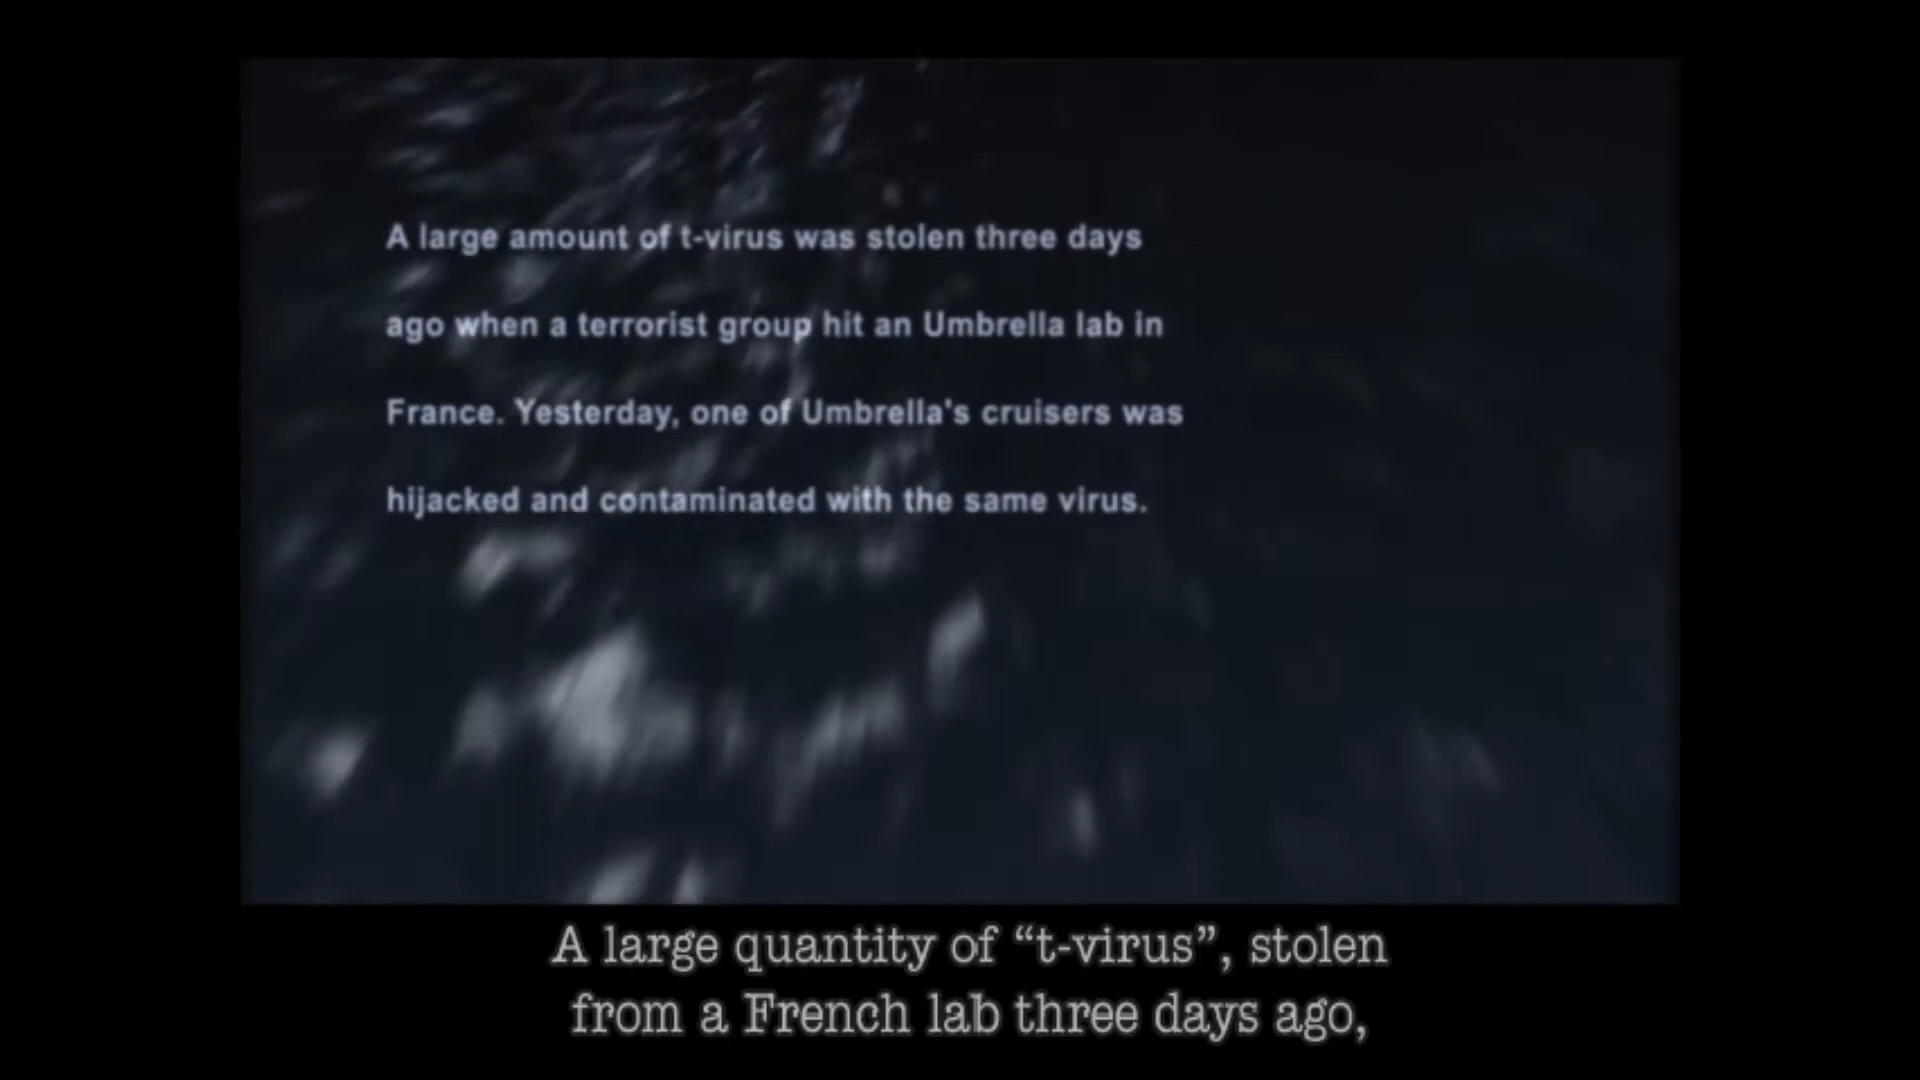 A large amount of t-virus was stolen three days
ago when a terrorist group hit an Umbrella lab in
France. Yesterday, one of Umbrella's cruisers was
hijacked and contaminated with the same virus.
A large quantity of “t-virus”, stolen
from a French lab three days ago,